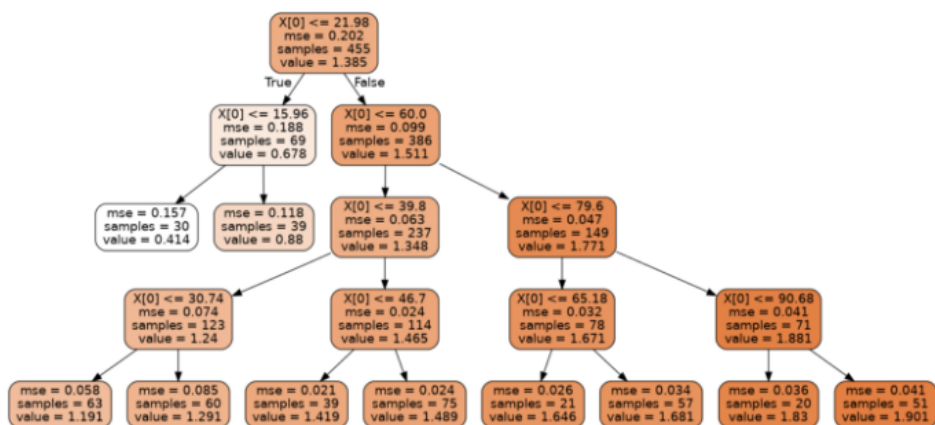 X[0] <= 21.98
mse = 0.202
samples = 455
value = 1.385
True
False
X[0] <= 15.96
mse = 0.188
samples = 69
value = 0.678
X[0] <= 60.0
mse = 0.099
samples = 386
value = 1.511
mse = 0.157
samples = 30
value = 0.414
mse = 0.118
samples = 39
value = 0.88
X[0] <= 39.8
mse = 0.063
samples = 237
value = 1.348
X[0] <= 79.6
mse = 0.047
samples = 149
value = 1.771
X[0] <= 30.74
mse = 0.074
samples = 123
value = 1.24
X[0] <= 46.7
mse = 0.024
samples = 114
value = 1.465
X[0] <= 65.18
mse = 0.032
samples = 78
value = 1.671
X[0] <= 90.68
mse = 0.041
samples = 71
value = 1.881
mse = 0.058
samples = 63
value = 1.191
mse = 0.085
samples = 60
value = 1.291
mse = 0.021
samples = 39
value = 1.419
mse = 0.024
samples = 75
value = 1.489
mse = 0.026
samples = 21
value = 1.646
mse = 0.034
samples = 57
value = 1.681
mse = 0.036
samples = 20
value = 1.83
mse = 0.041
samples = 51
value = 1.901